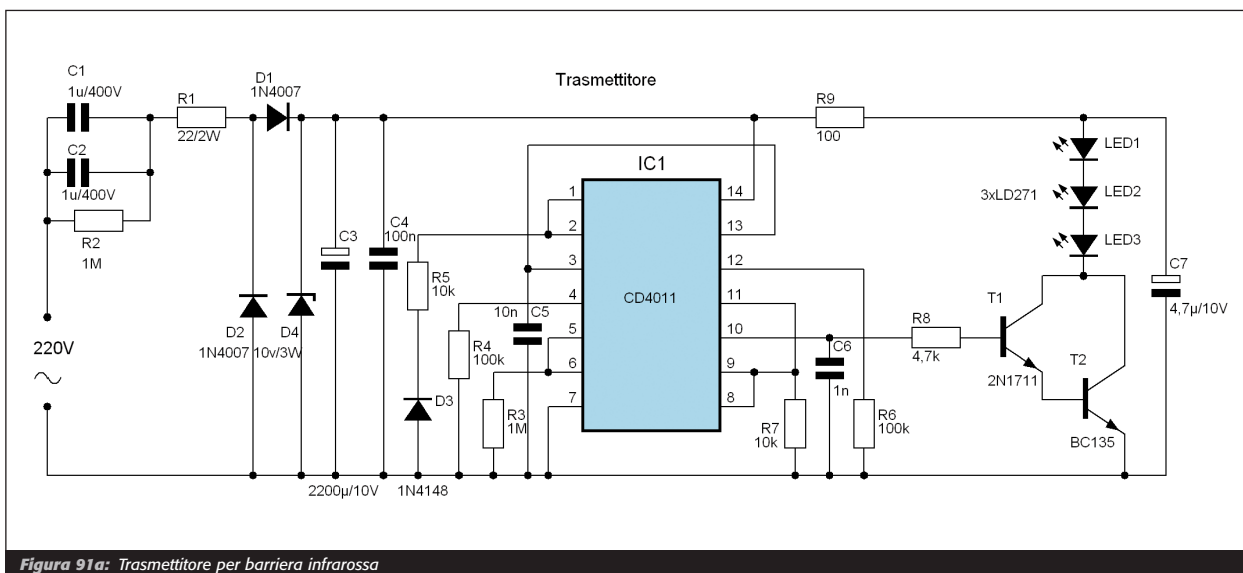 Trasmettitore
C1
1u/400V
C2
1u/400V
R2
1M
R1
22/2W
D1
1N4007
220V
D2
1N4007
D4
10v/3W
C3
2200µ/10V
C4
100n
R5
10k
D3
1N4148
R4
100k
R3
1M
10n
C5
IC1
CD4011
1
2
3
4
5
6
7
14
13
12
11
10
9
8
R9
100
C6
1n
R7
10k
R6
100k
R8
4,7k
T1
2N1711
T2
BC135
LED1
3xLD271
LED2
LED3
C7
4,7µ/10V
Figura 91a: Trasmettitore per barriera infrarossa